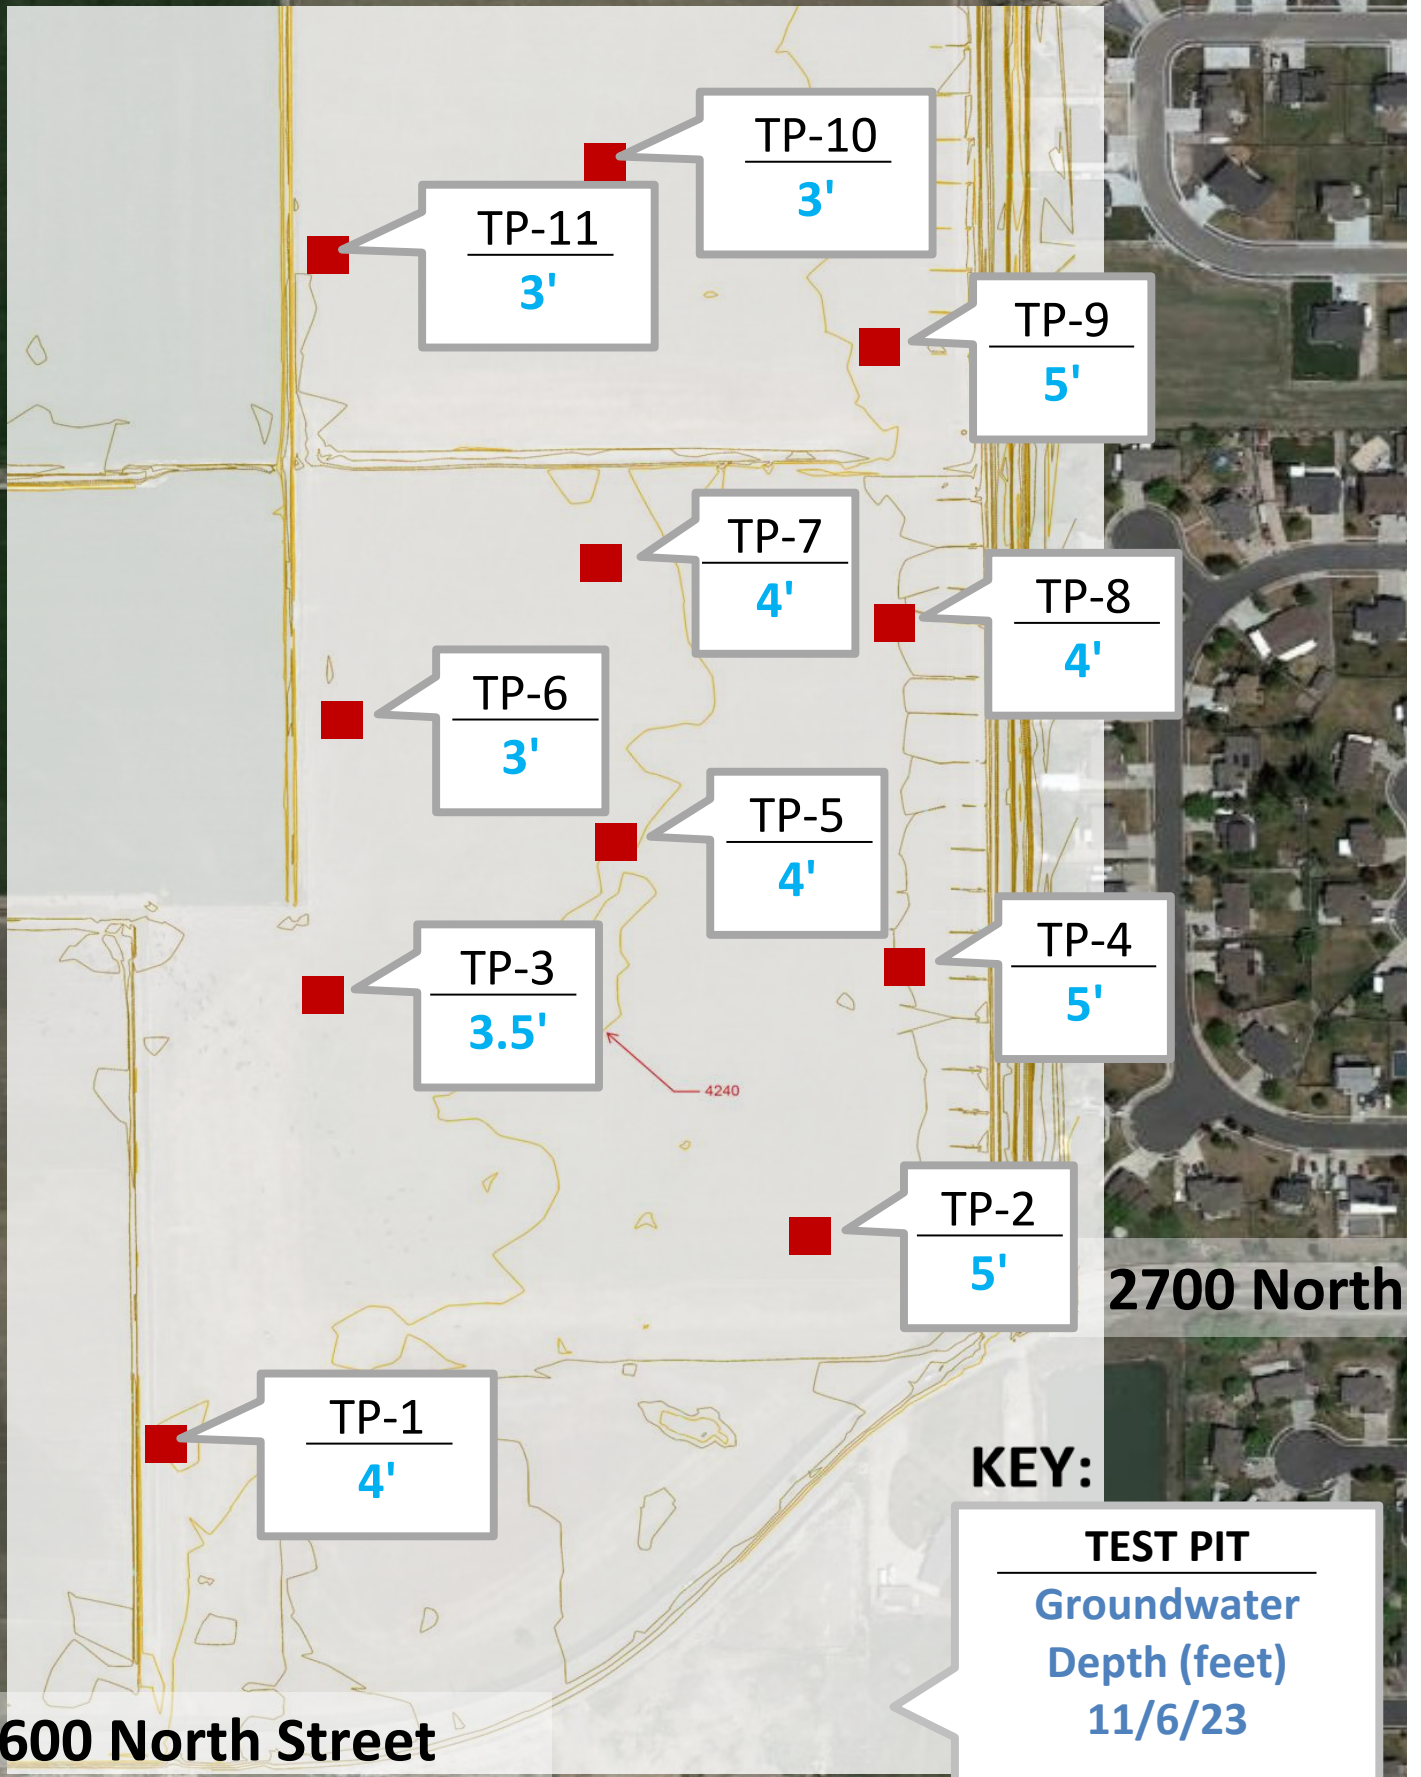 TP-10
3'
TP-11
3'
TP-9
5'
TP-7
4'
TP-8
4'
TP-6
3'
TP-5
4'
TP-4
5'
TP-3
3.5'
4240
TP-2
5'
2700 North
TP-1
4'
KEY:
TEST PIT
Groundwater
Depth (feet)
11/6/23
600 North Street